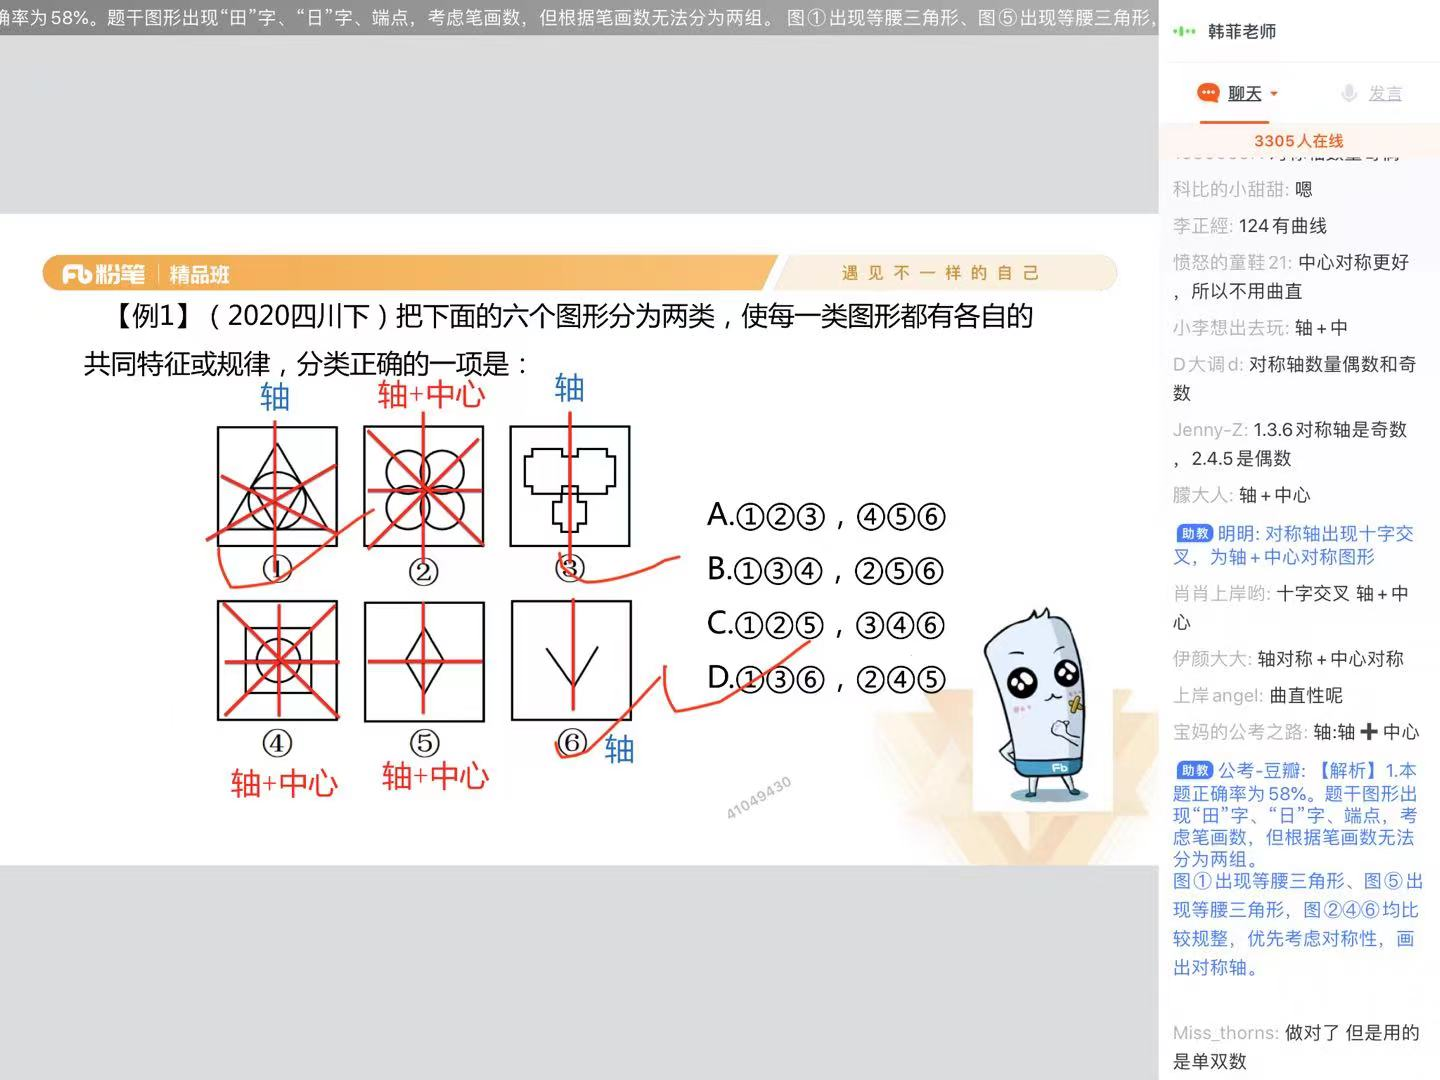 确率为58%。题干图形出现“田”字、“日”字、端点，考虑笔画数，但根据笔画数无法分为两组。 图①出现等腰三角形、图⑤出现等腰三角形，
韩菲老师
聊天
发言
3305人在线
科比的小甜甜: 嗯
李正經: 124有曲线
愤怒的童鞋21: 中心对称更好
，所以不用曲直
小李想出去玩: 轴+中
D大调d: 对称轴数量偶数和奇
数
Jenny-Z: 1.3.6对称轴是奇数
，2.4.5是偶数
朦大人: 轴+中心
助教 明明: 对称轴出现十字交
叉，为轴+中心对称图形
肖肖上岸哟: 十字交叉 轴+中
心
伊颜大大: 轴对称+中心对称
上岸angel: 曲直性呢
宝妈的公考之路: 轴:轴➕中心
助教 公考-豆瓣: 【解析】1.本
题正确率为58%。题干图形出
现“田”字、“日”字、端点，考
虑笔画数，但根据笔画数无法
分为两组。
图①出现等腰三角形、图⑤出
现等腰三角形，图②④⑥均比
较规整，优先考虑对称性，画
出对称轴。
Miss_thorns: 做对了 但是用的
是单双数
Fb粉笔 精品班
遇见不一样的自己
【例1】（2020四川下）把下面的六个图形分为两类，使每一类图形都有各自的
共同特征或规律，分类正确的一项是：
轴 轴+中心 轴
① ② ③
④ ⑤ ⑥ 轴
轴+中心 轴+中心
A.①②③，④⑤⑥
B.①③④，②⑤⑥
C.①②⑤，③④⑥
D.①③⑥，②④⑤
41049430
Fb